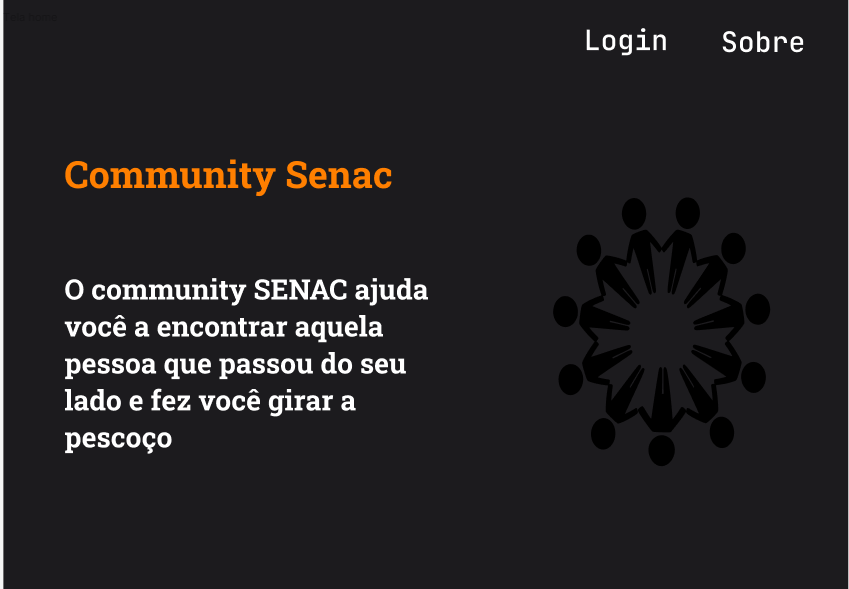 Login Sobre
Community Senac
O community SENAC ajuda
você a encontrar aquela
pessoa que passou do seu
lado e fez você girar a
pescoço